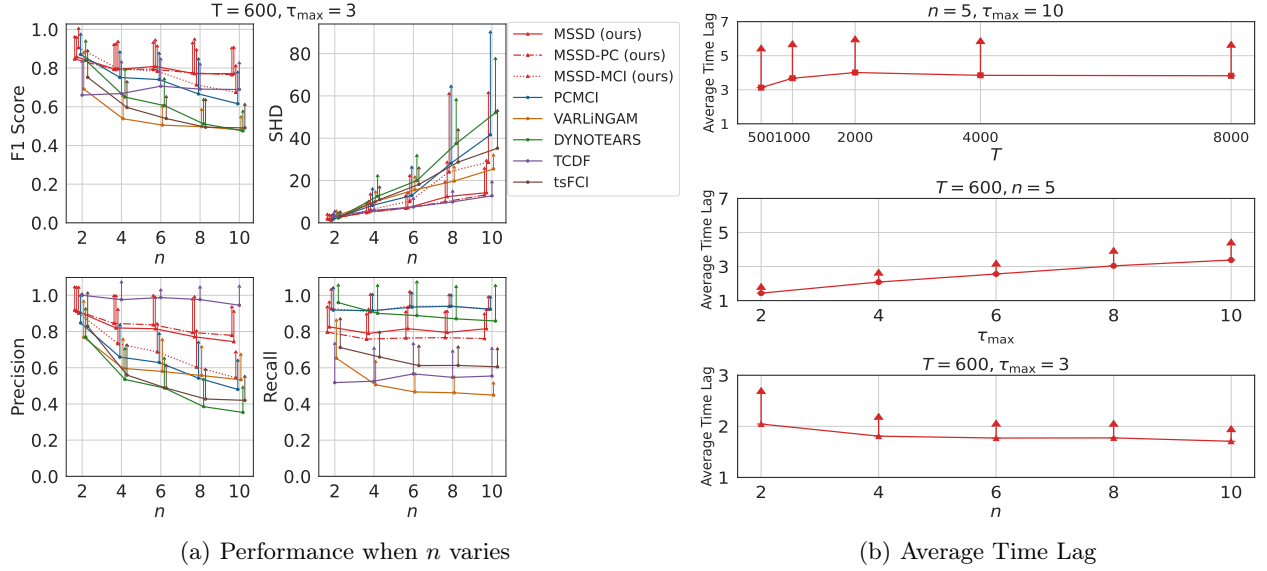 T = 600, τmax = 3
F1 Score
1.0
0.8
0.6
0.4
0.2
0.0
2 4 6 8 10
n
SHD
80
60
40
20
0
2 4 6 8 10
n
MSSD (ours)
MSSD-PC (ours)
MSSD-MCI (ours)
PCMCI
VARLiNGAM
DYNOTEARS
TCDF
tsFCI
Precision
1.0
0.8
0.6
0.4
0.2
0.0
2 4 6 8 10
n
Recall
1.0
0.8
0.6
0.4
0.2
0.0
2 4 6 8 10
n
(a) Performance when n varies
n = 5, τmax = 10
Average Time Lag
7
5
3
1
500 1000 2000 4000 8000
T
T = 600, n = 5
Average Time Lag
7
5
3
1
2 4 6 8 10
τmax
T = 600, τmax = 3
Average Time Lag
3
2
1
2 4 6 8 10
n
(b) Average Time Lag